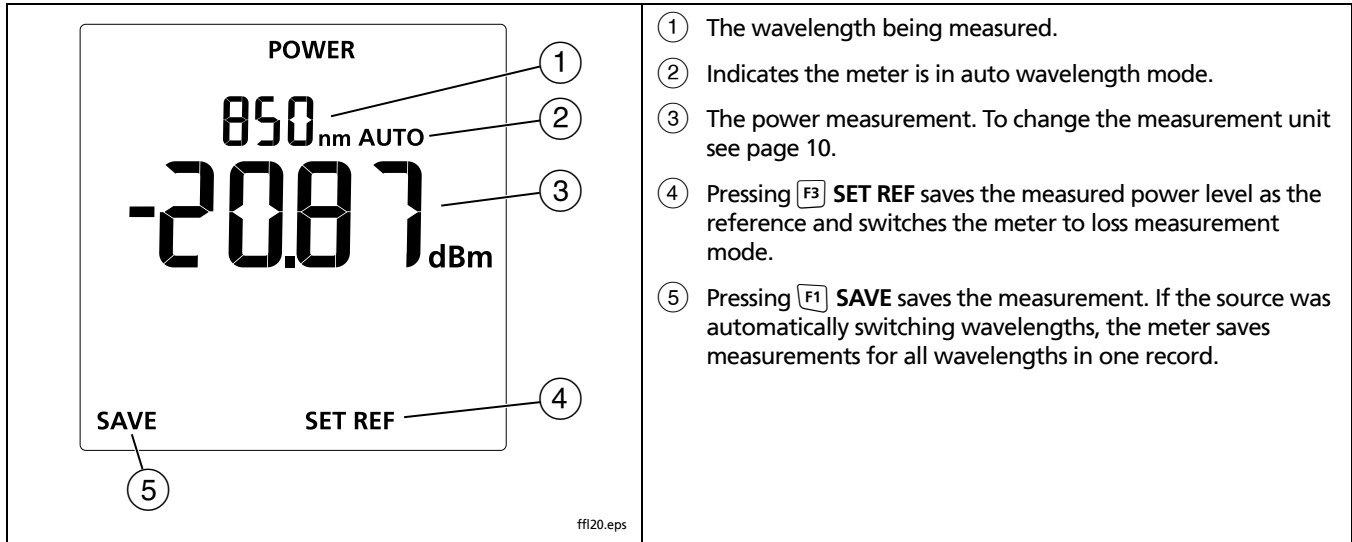 POWER
850 nm AUTO
-20.87 dBm
SAVE SET REF
1
2
3
4
5
ffl20.eps
1 The wavelength being measured.
2 Indicates the meter is in auto wavelength mode.
3 The power measurement. To change the measurement unit
see page 10.
4 Pressing F3 SET REF saves the measured power level as the
reference and switches the meter to loss measurement
mode.
5 Pressing F1 SAVE saves the measurement. If the source was
automatically switching wavelengths, the meter saves
measurements for all wavelengths in one record.